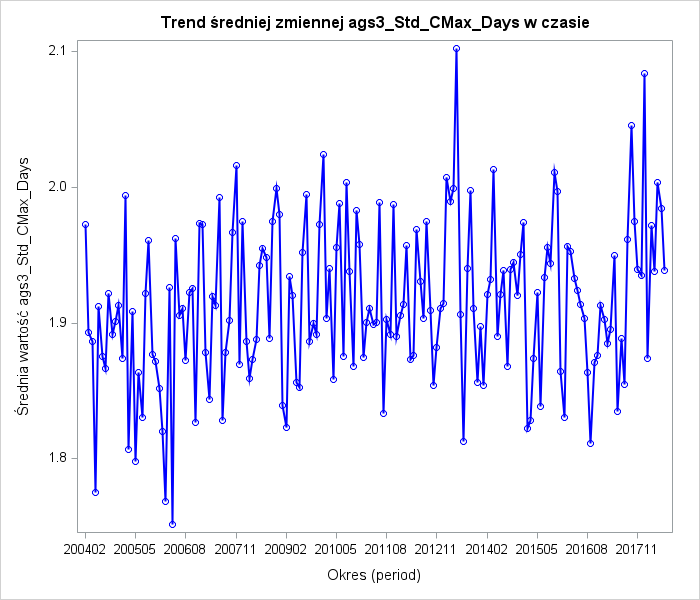 Trend średniej zmiennej ags3_Std_CMax_Days w czasie
Średnia wartość ags3_Std_CMax_Days
2.1
2.0
1.9
1.8
200402 200505 200608 200711 200902 201005 201108 201211 201402 201505 201608 201711
Okres (period)